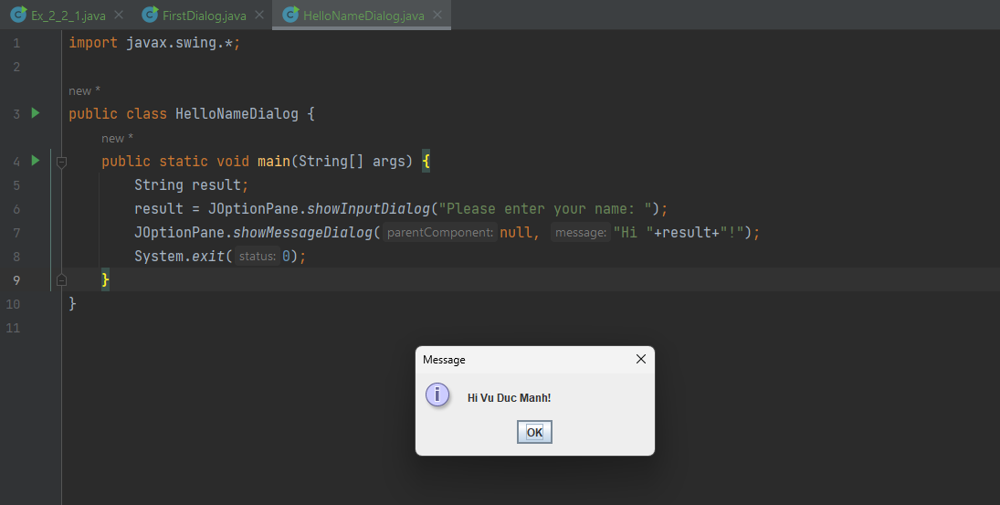 Ex_2_2_1.java FirstDialog.java HelloNameDialog.java
1 import javax.swing.*;
2
new *
3 public class HelloNameDialog {
new *
4 public static void main(String[] args) {
5 String result;
6 result = JOptionPane.showInputDialog("Please enter your name: ");
7 JOptionPane.showMessageDialog( parentComponent: null, message: "Hi "+result+"!");
8 System.exit( status: 0);
9 }
10 }
11
Message
i
Hi Vu Duc Manh!
OK